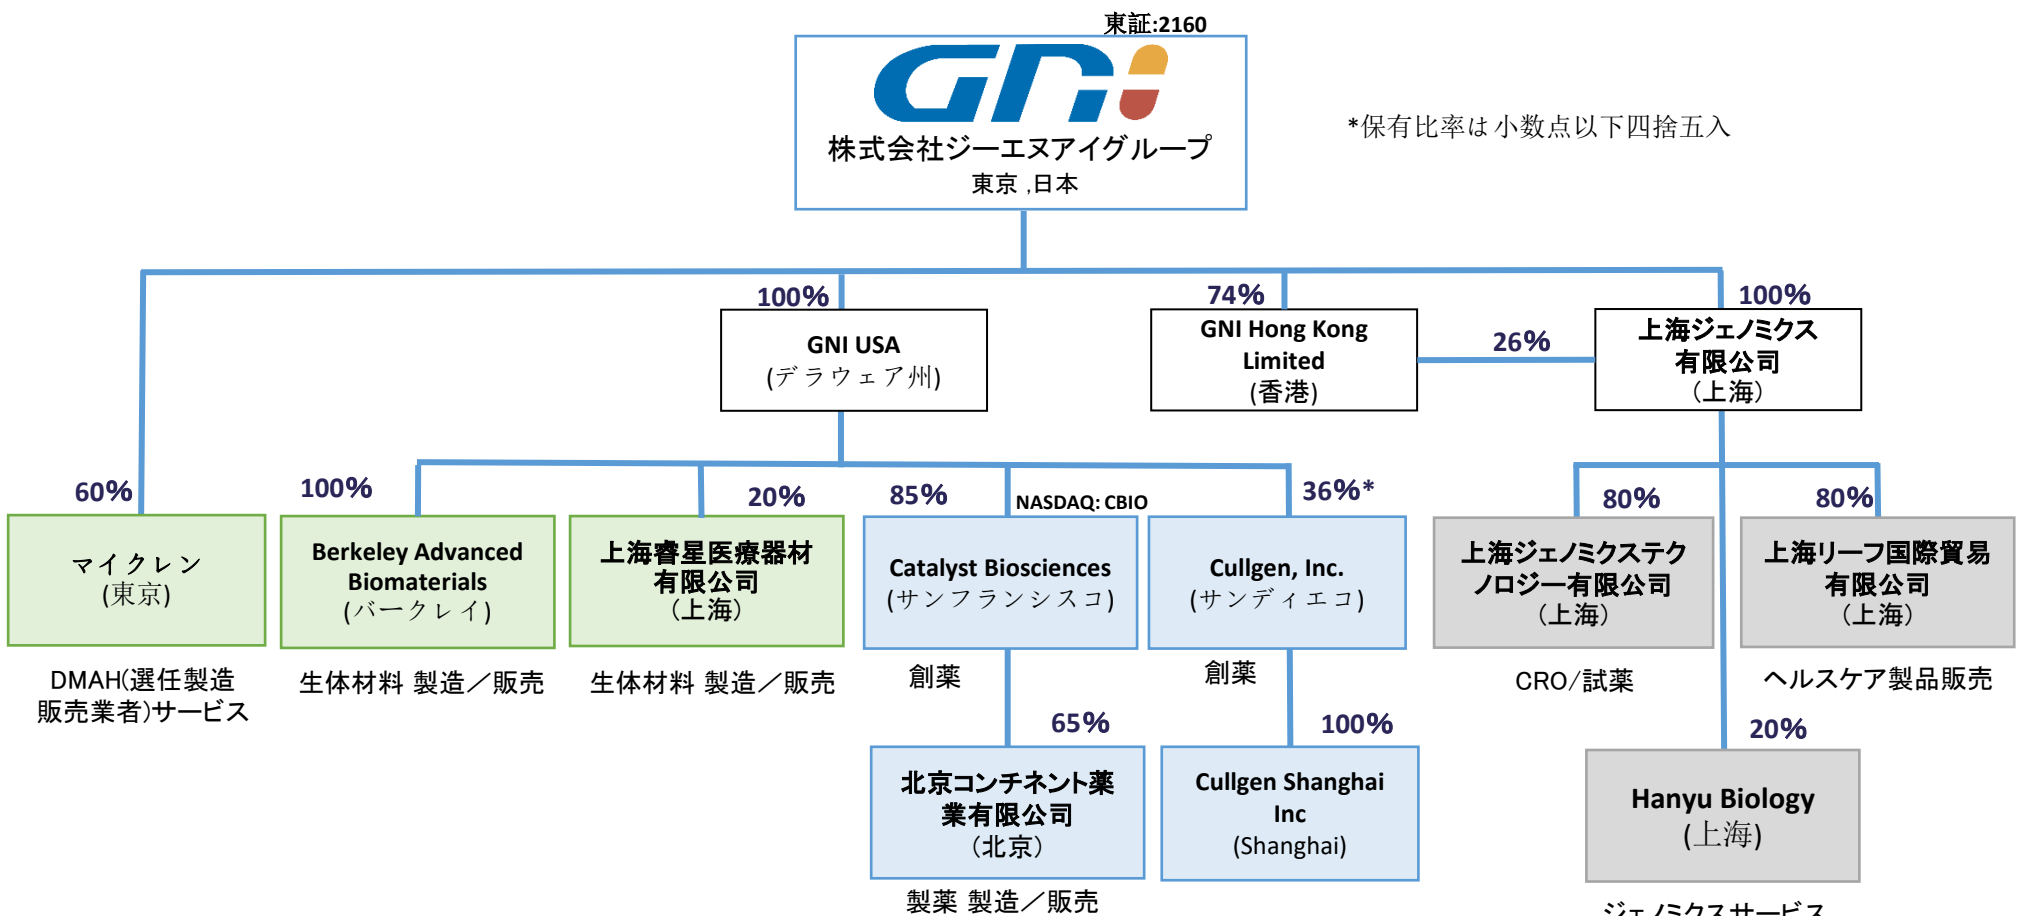 東証:2160
GNI
株式会社ジーエヌアイグループ
東京 ,日本
*保有比率は小数点以下四捨五入
100%
74%
100%
GNI USA
(デラウェア州)
GNI Hong Kong
Limited
(香港)
26%
上海ジェノミクス
有限公司
(上海)
60%
100%
20%
85%
NASDAQ: CBIO
36%*
80%
80%
マイクレン
(東京)
Berkeley Advanced
Biomaterials
(バークレイ)
上海睿星医療器材
有限公司
(上海)
Catalyst Biosciences
(サンフランシスコ)
Cullgen, Inc.
(サンディエコ)
上海ジェノミクステク
ノロジー有限公司
(上海)
上海リーフ国際貿易
有限公司
(上海)
DMAH(選任製造
販売業者)サービス
生体材料 製造／販売
生体材料 製造／販売
創薬
創薬
CRO/試薬
ヘルスケア製品販売
65%
100%
20%
北京コンチネント薬
業有限公司
(北京)
Cullgen Shanghai
Inc
(Shanghai)
Hanyu Biology
(上海)
製薬 製造／販売
ジェノミクスサービス